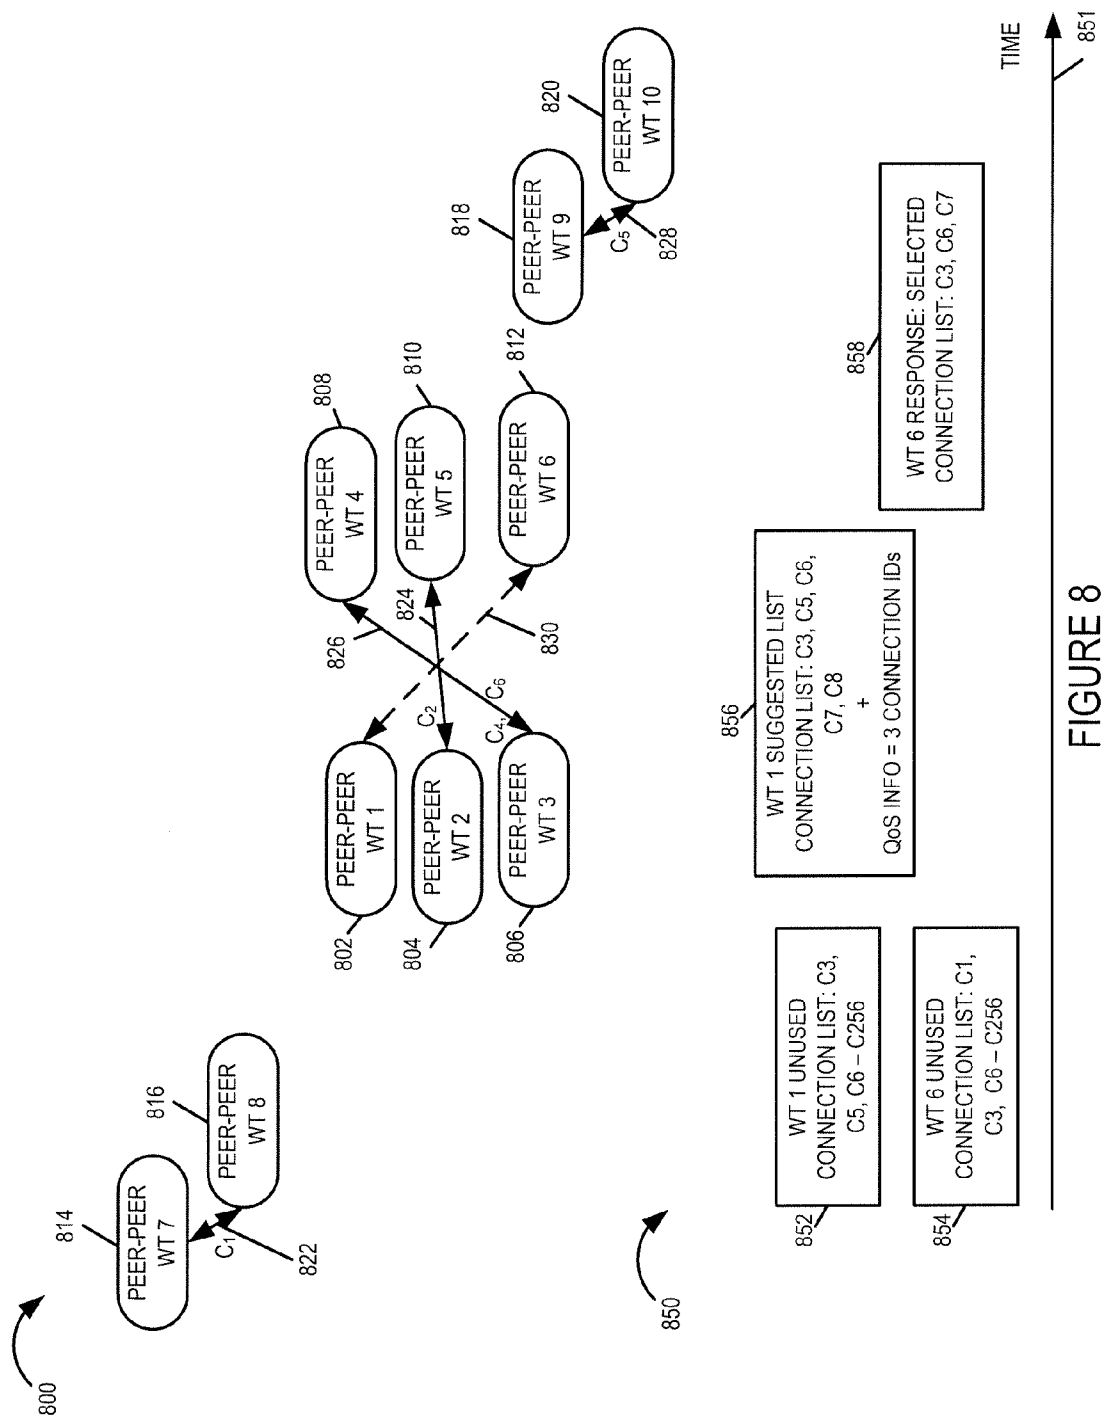 800
814
PEER-PEER
WT 7
816
PEER-PEER
WT 8
C1
822
802
PEER-PEER
WT 1
804
PEER-PEER
WT 2
806
PEER-PEER
WT 3
808
PEER-PEER
WT 4
810
PEER-PEER
WT 5
812
PEER-PEER
WT 6
826
824
830
C2
C4, C6
818
PEER-PEER
WT 9
820
PEER-PEER
WT 10
C5
828
850
852
WT 1 UNUSED
CONNECTION LIST: C3,
C5, C6 – C256
854
WT 6 UNUSED
CONNECTION LIST: C1,
C3, C6 – C256
856
WT 1 SUGGESTED LIST
CONNECTION LIST: C3, C5, C6,
C7, C8
+
QoS INFO = 3 CONNECTION IDs
858
WT 6 RESPONSE: SELECTED
CONNECTION LIST: C3, C6, C7
TIME
851
FIGURE 8